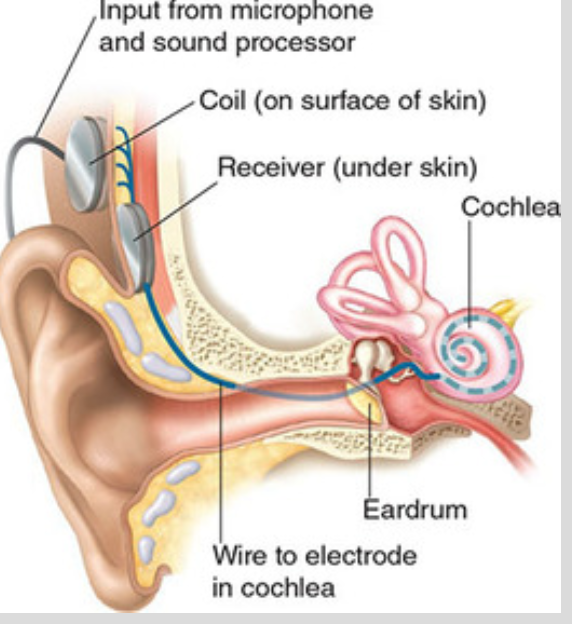 Input from microphone
and sound processor
Coil (on surface of skin)
Receiver (under skin)
Cochlea
Eardrum
Wire to electrode
in cochlea